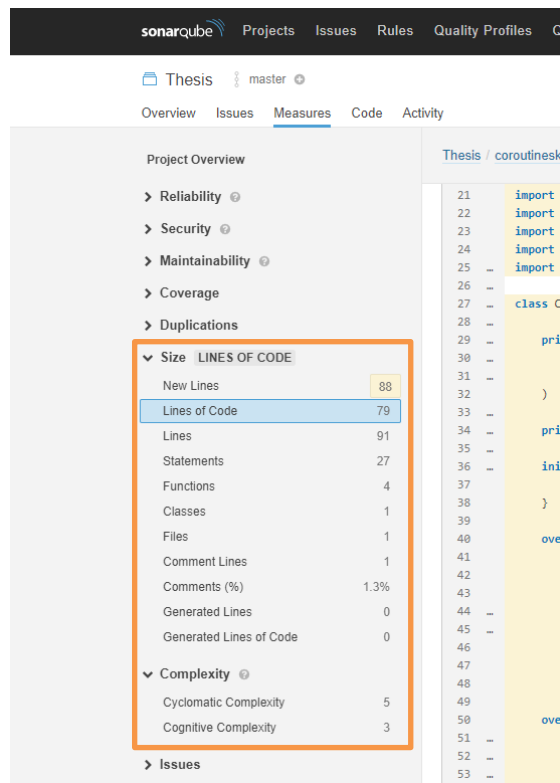 sonarqube Projects Issues Rules Quality Profiles Q
Thesis master
Overview Issues Measures Code Activity
Project Overview
Thesis / coroutinesk
Reliability
Security
Maintainability
Coverage
Duplications
Size LINES OF CODE
New Lines 88
Lines of Code 79
Lines 91
Statements 27
Functions 4
Classes 1
Files 1
Comment Lines 1
Comments (%) 1.3%
Generated Lines 0
Generated Lines of Code 0
Complexity
Cyclomatic Complexity 5
Cognitive Complexity 3
Issues
21 import
22 import
23 import
24 import
25 … import
26 …
27 … class C
28 …
29 … pri
30 …
31 …
32 )
33 …
34 … pri
35 …
36 … ini
37
38 }
39
40 ove
41
42
43
44 …
45 …
46
47
48
49
50 ove
51 …
52 …
53 …